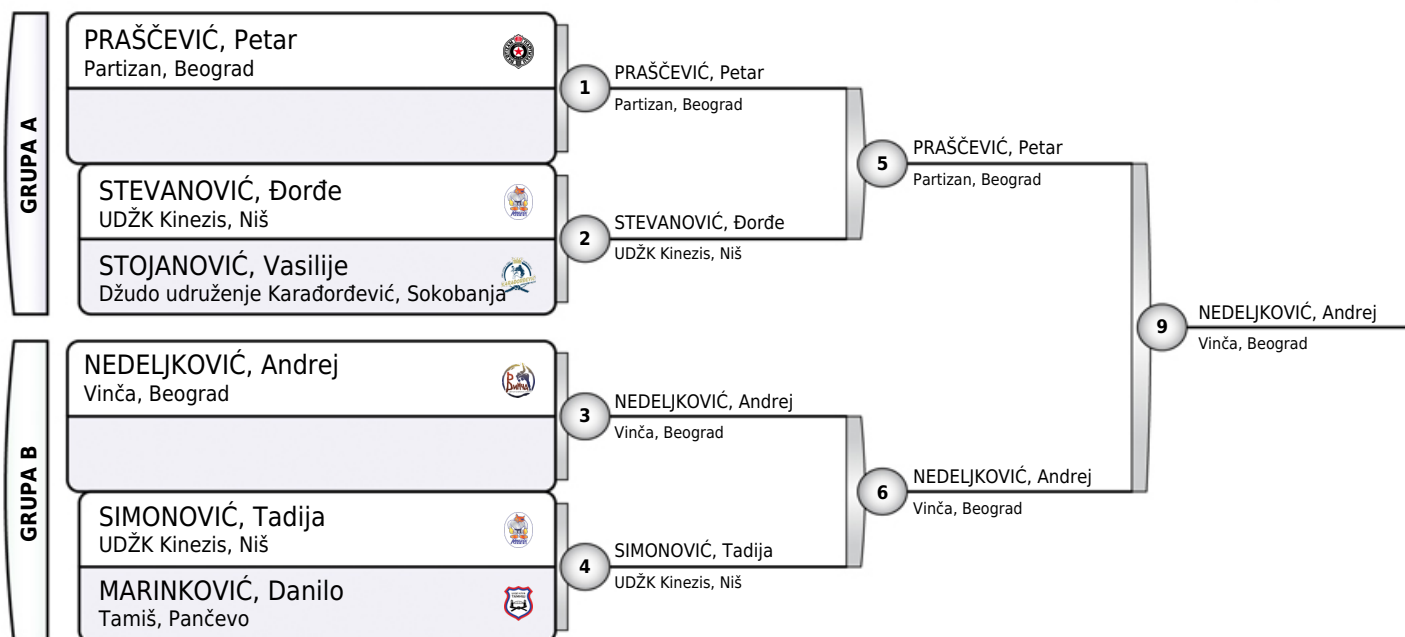 GRUPA A
PRAŠČEVIĆ, Petar
Partizan, Beograd
STEVANOVIĆ, Đorđe
UDŽK Kinezis, Niš
STOJANOVIĆ, Vasilije
Džudo udruženje Karađorđević, Sokobanja
GRUPA B
NEDELJKOVIĆ, Andrej
Vinča, Beograd
SIMONOVIĆ, Tadija
UDŽK Kinezis, Niš
MARINKOVIĆ, Danilo
Tamiš, Pančevo
1
PRAŠČEVIĆ, Petar
Partizan, Beograd
2
STEVANOVIĆ, Đorđe
UDŽK Kinezis, Niš
3
NEDELJKOVIĆ, Andrej
Vinča, Beograd
4
SIMONOVIĆ, Tadija
UDŽK Kinezis, Niš
5
PRAŠČEVIĆ, Petar
Partizan, Beograd
6
NEDELJKOVIĆ, Andrej
Vinča, Beograd
9
NEDELJKOVIĆ, Andrej
Vinča, Beograd